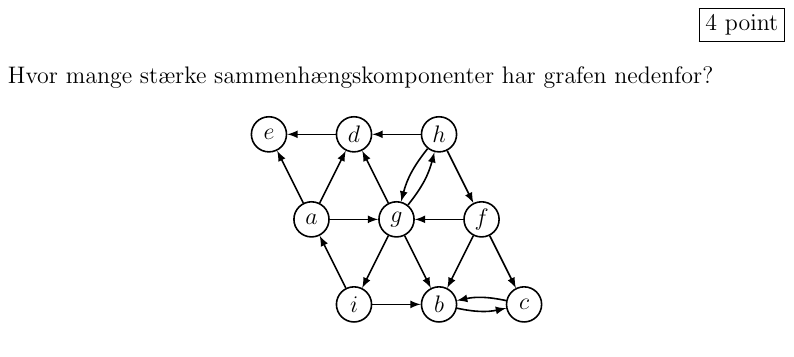 4 point
Hvor mange stærke sammenhængskomponenter har grafen nedenfor?
e d h
a g f
i b c